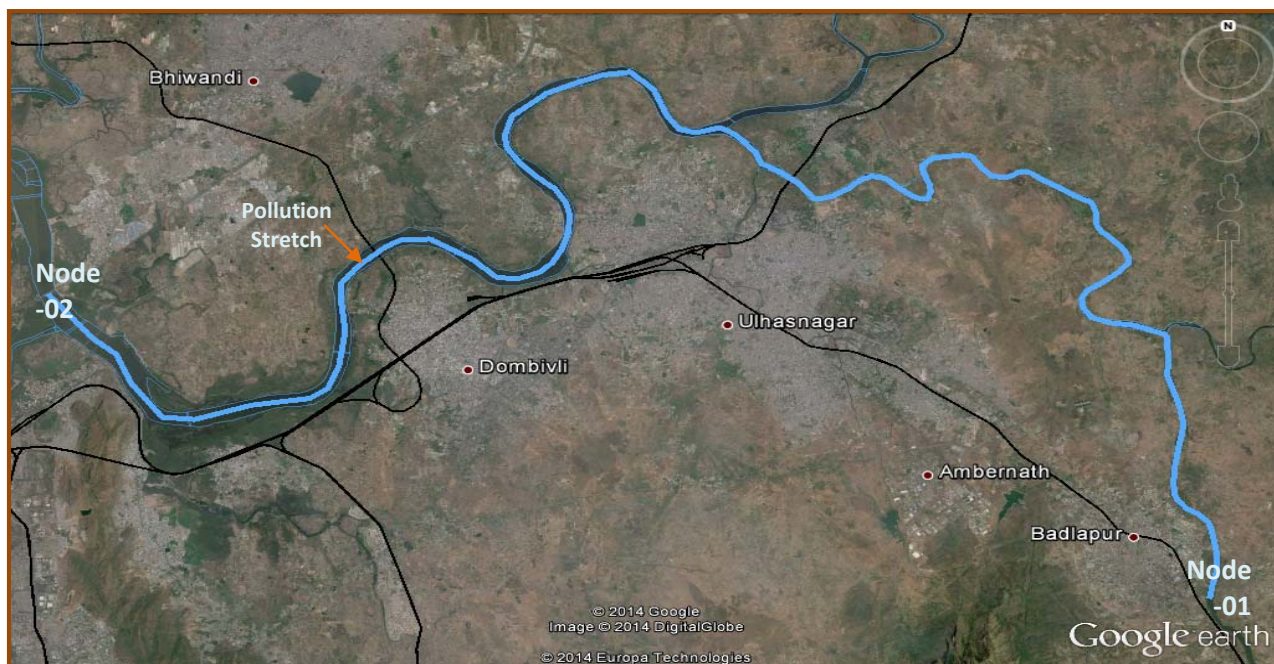 N
Bhiwandi
Pollution
Stretch
Node
-02
Ulhasnagar
Dombivli
Ambernath
Badlapur
Node
-01
© 2014 Google
Image © 2014 DigitalGlobe
© 2014 Europa Technologies
Google earth